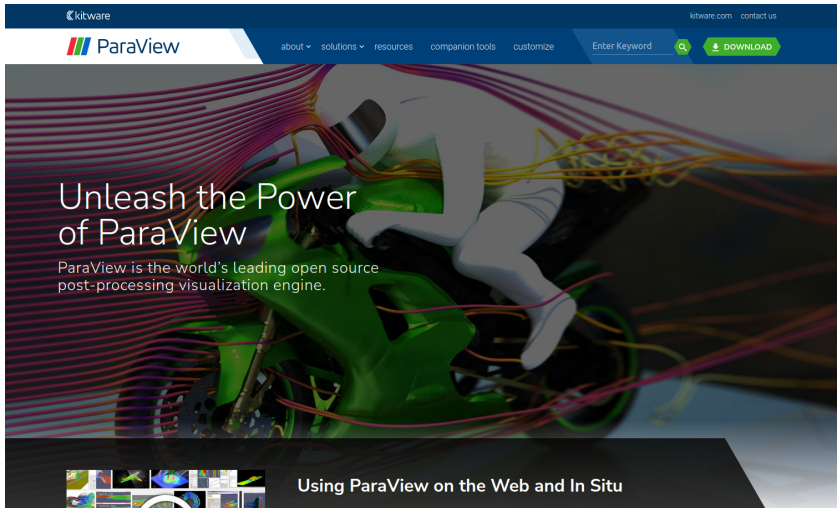 kitware
kitware.com contact us
ParaView
about solutions resources companion tools customize
Enter Keyword
DOWNLOAD
Unleash the Power
of ParaView
ParaView is the world's leading open source
post-processing visualization engine.
Using ParaView on the Web and In Situ